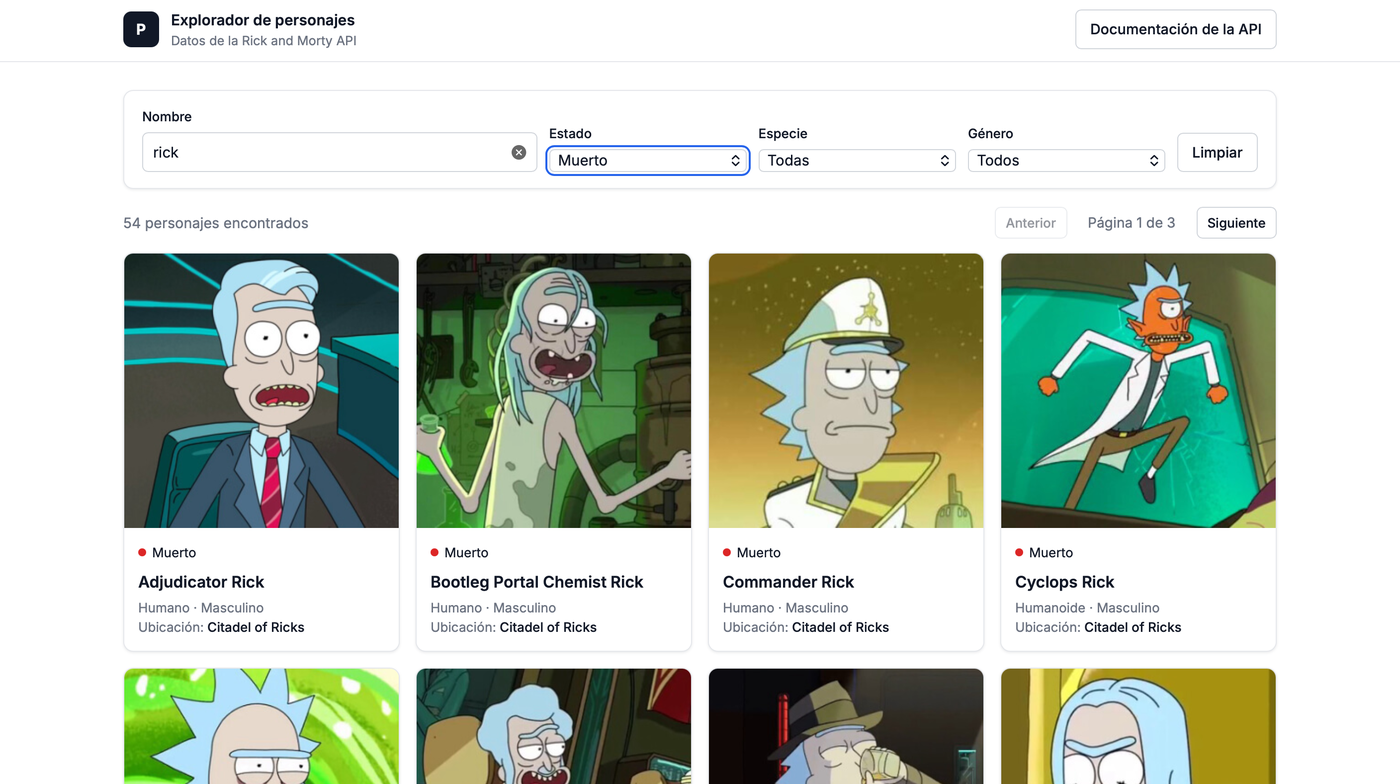 P
Explorador de personajes
Datos de la Rick and Morty API
Documentación de la API
Nombre
rick
Estado
Muerto
Especie
Todas
Género
Todos
Limpiar
54 personajes encontrados
Anterior
Página 1 de 3
Siguiente
Muerto
Adjudicator Rick
Humano · Masculino
Ubicación: Citadel of Ricks
Muerto
Bootleg Portal Chemist Rick
Humano · Masculino
Ubicación: Citadel of Ricks
Muerto
Commander Rick
Humano · Masculino
Ubicación: Citadel of Ricks
Muerto
Cyclops Rick
Humanoide · Masculino
Ubicación: Citadel of Ricks